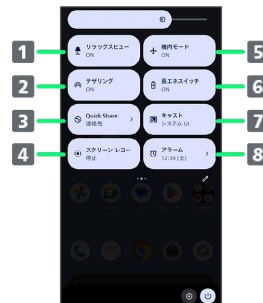 1
リラックスビュー
ON
機内モード
ON
5
2
テザリング
ON
長エネスイッチ
ON
6
3
Quick Share
連絡先
キャスト
システム UI
7
4
スクリーン レコー
停止
アラーム
12:34 (土)
8